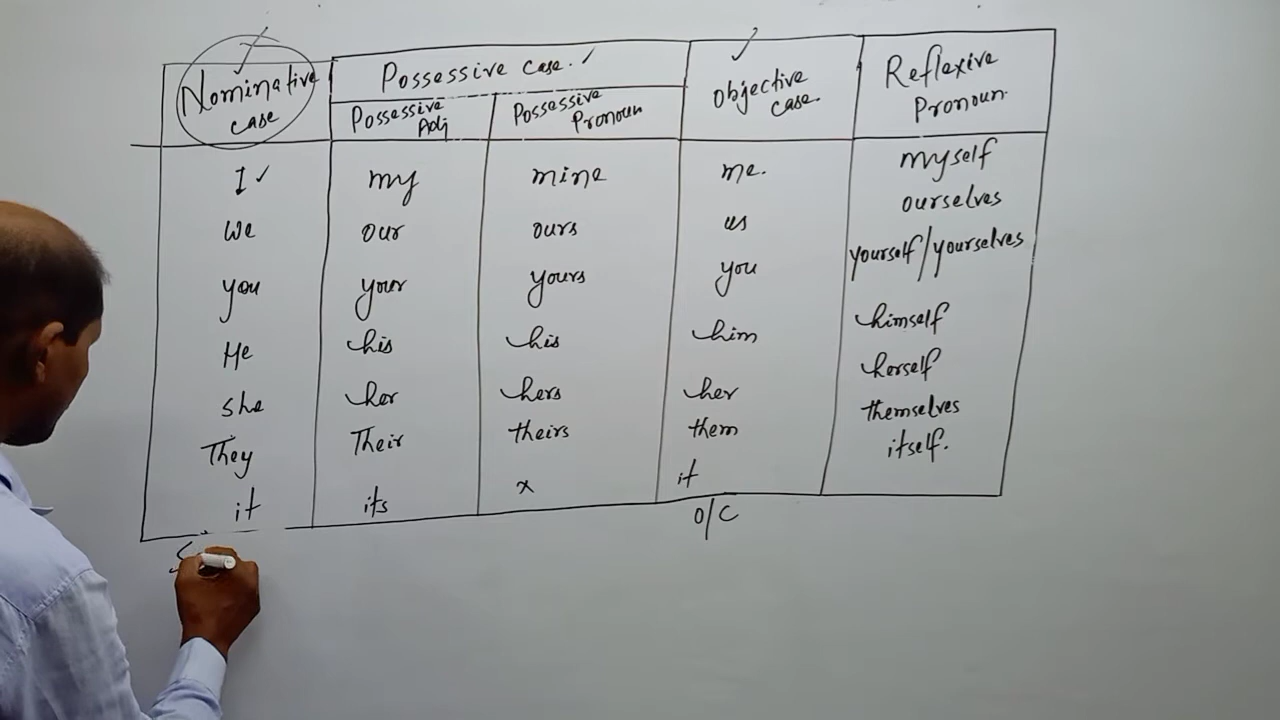 Nominative case Possessive case. Objective case. Reflexive Pronoun.
Possessive Adj Possessive Pronoun
I my mine me. myself
We our ours us ourselves
you your yours you yourself/yourselves
He his his him himself
She her hers her herself
They Their theirs them themselves
it its x it itself.
O/C
S